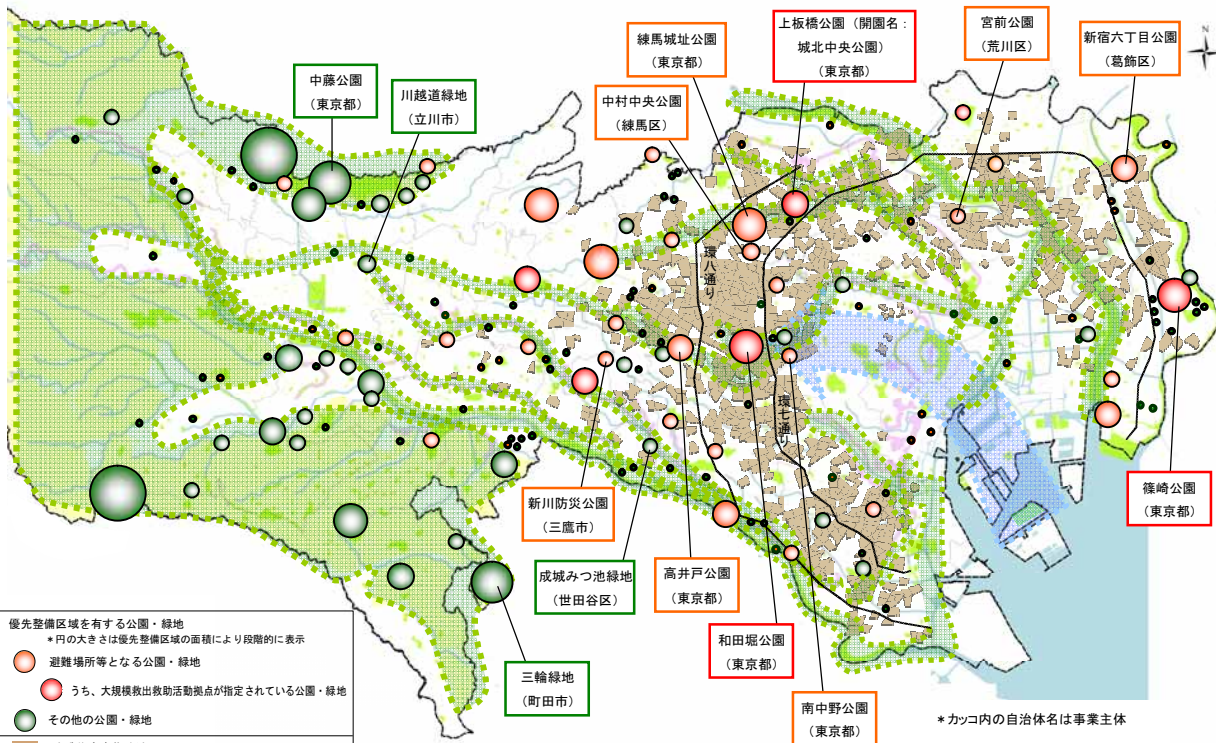 練馬城址公園
（東京都）
上板橋公園（開園名：
城北中央公園）
（東京都）
宮前公園
（荒川区）
新宿六丁目公園
（葛飾区）
N
中藤公園
（東京都）
川越道緑地
（立川市）
中村中央公園
（練馬区）
環八通り
環七通り
新川防災公園
（三鷹市）
成城みつ池緑地
（世田谷区）
高井戸公園
（東京都）
和田堀公園
（東京都）
南中野公園
（東京都）
篠崎公園
（東京都）
三輪緑地
（町田市）
優先整備区域を有する公園・緑地
＊円の大きさは優先整備区域の面積により段階的に表示
避難場所等となる公園・緑地
うち、大規模救出救助活動拠点が指定されている公園・緑地
その他の公園・緑地
＊カッコ内の自治体名は事業主体